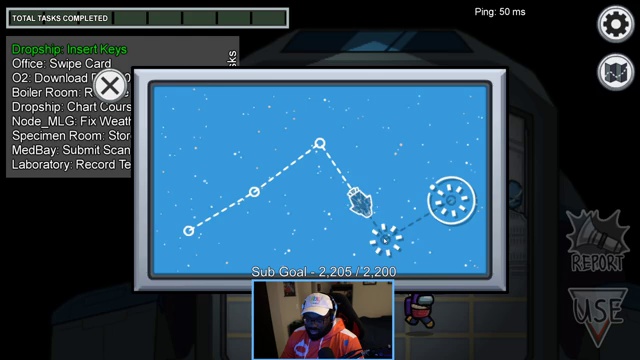 TOTAL TASKS COMPLETED
Ping: 50 ms
Dropship: Insert Keys
Office: Swipe Card
O2: Download
Boiler Room:
Dropship: Chart Cours
Node_MLG: Fix Weath
Specimen Room: Stor
MedBay: Submit Scan
Laboratory: Record Te
sks
REPORT
USE
Sub Goal - 2,205 / 2,200